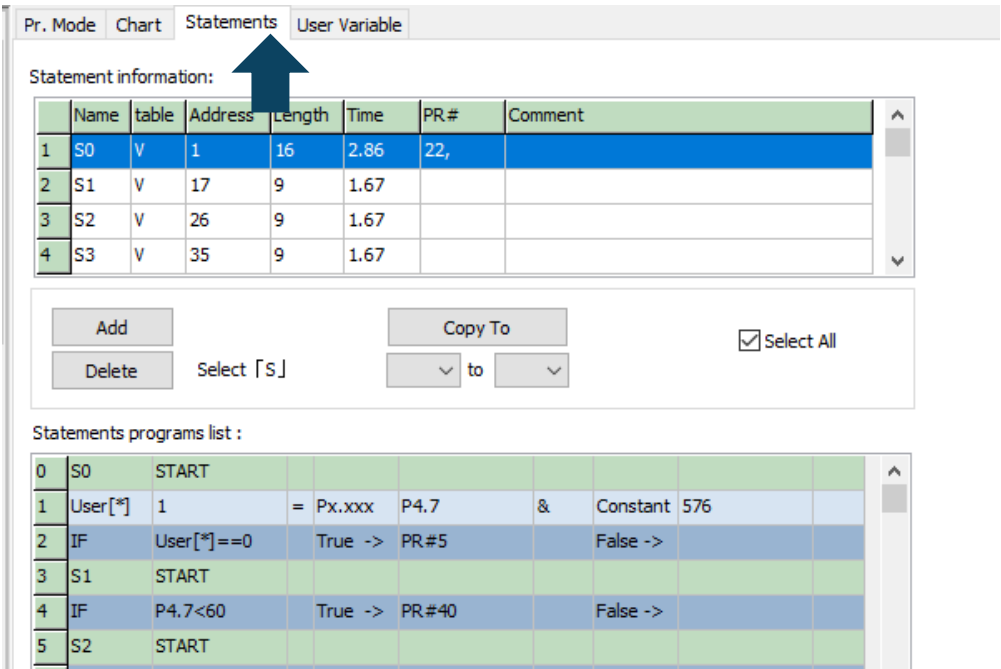 Pr. Mode Chart Statements User Variable
Statement information:
Name table Address Length Time PR# Comment
1 S0 V 1 16 2.86 22,
2 S1 V 17 9 1.67
3 S2 V 26 9 1.67
4 S3 V 35 9 1.67
Add Copy To Select All
Delete Select「S」 to
Statements programs list :
0 S0 START
1 User[*] 1 = Px.xxx P4.7 & Constant 576
2 IF User[*]==0 True -> PR#5 False ->
3 S1 START
4 IF P4.7<60 True -> PR#40 False ->
5 S2 START